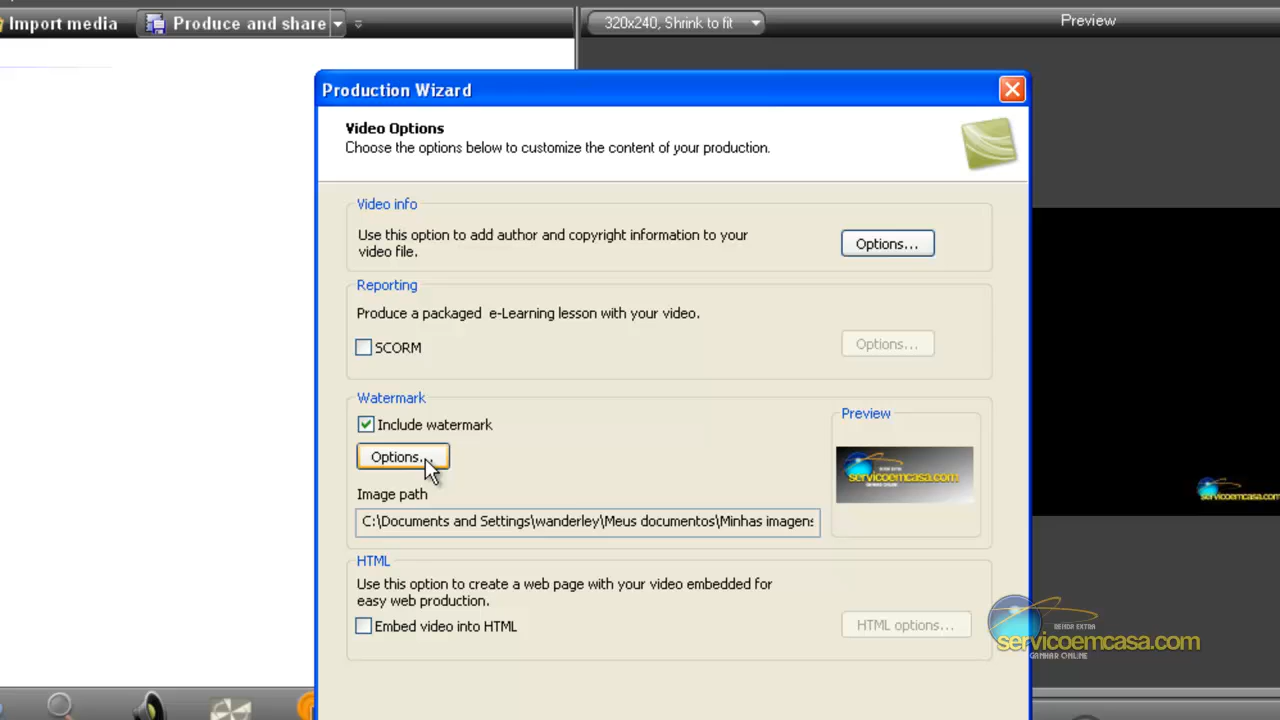 Import media
Produce and share
320x240, Shrink to fit
Preview
Production Wizard
Video Options
Choose the options below to customize the content of your production.
Video info
Use this option to add author and copyright information to your
video file.
Options...
Reporting
Produce a packaged e-Learning lesson with your video.
SCORM
Options...
Watermark
Include watermark
Options...
Preview
servicoemcasa.com
Image path
C:\Documents and Settings\wanderley\Meus documentos\Minhas imagens
HTML
Use this option to create a web page with your video embedded for
easy web production.
Embed video into HTML
HTML options...
servicoemcasa.com
GANHAR ONLINE
servicoemcasa.com